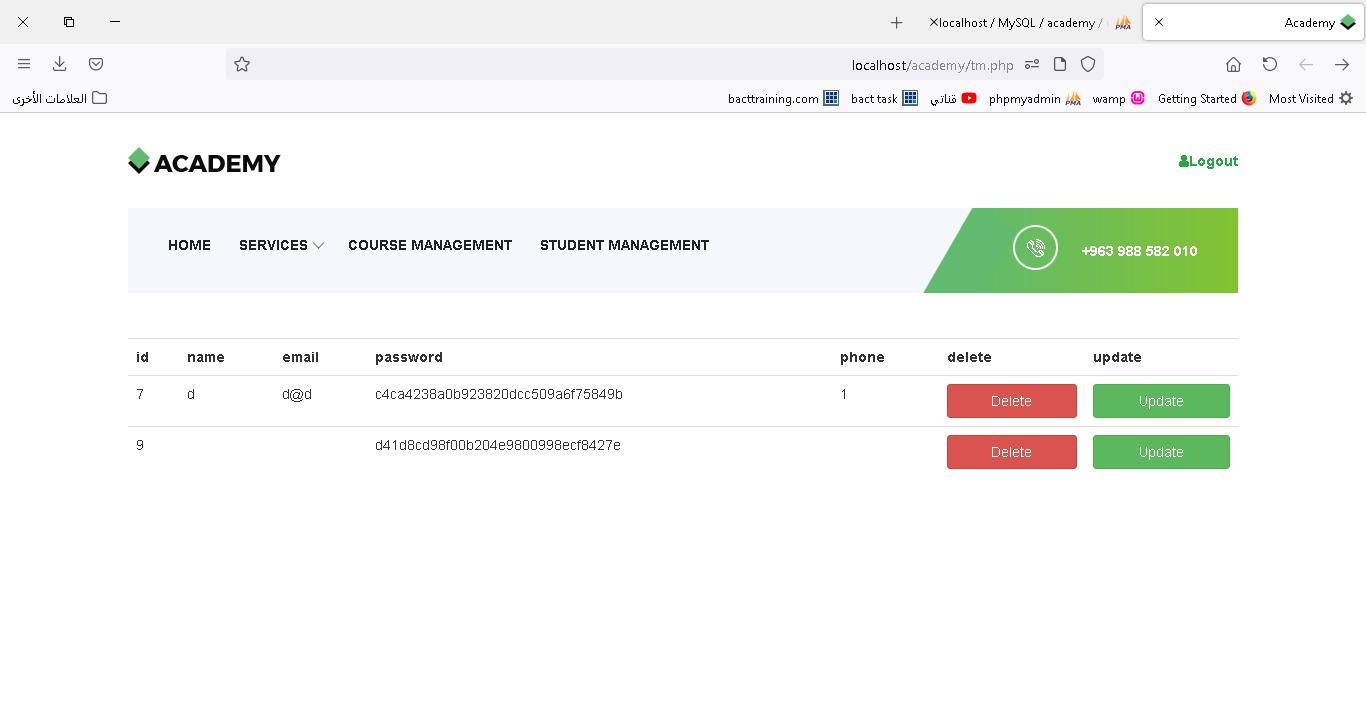 localhost / MySQL / academy /
Academy
localhost/academy/tm.php
العلامات الأخرى
bacttraining.com
bact task
قناتي
phpmyadmin
wamp
Getting Started
Most Visited
ACADEMY
Logout
HOME SERVICES COURSE MANAGEMENT STUDENT MANAGEMENT
+963 988 582 010
id name email password phone delete update
7 d d@d c4ca4238a0b923820dcc509a6f75849b 1 Delete Update
9 d41d8cd98f00b204e9800998ecf8427e Delete Update